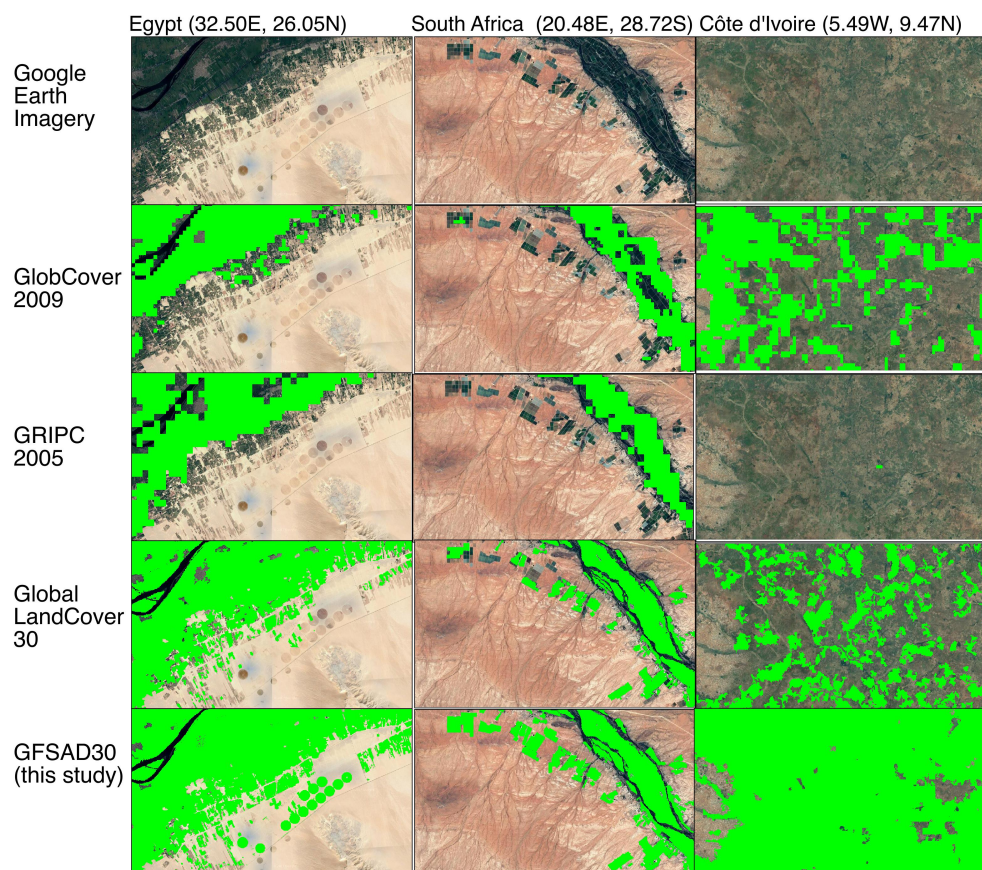 Egypt (32.50E, 26.05N)
South Africa (20.48E, 28.72S)
Côte d'Ivoire (5.49W, 9.47N)
Google
Earth
Imagery
GlobCover
2009
GRIPC
2005
Global
LandCover
30
GFSAD30
(this study)